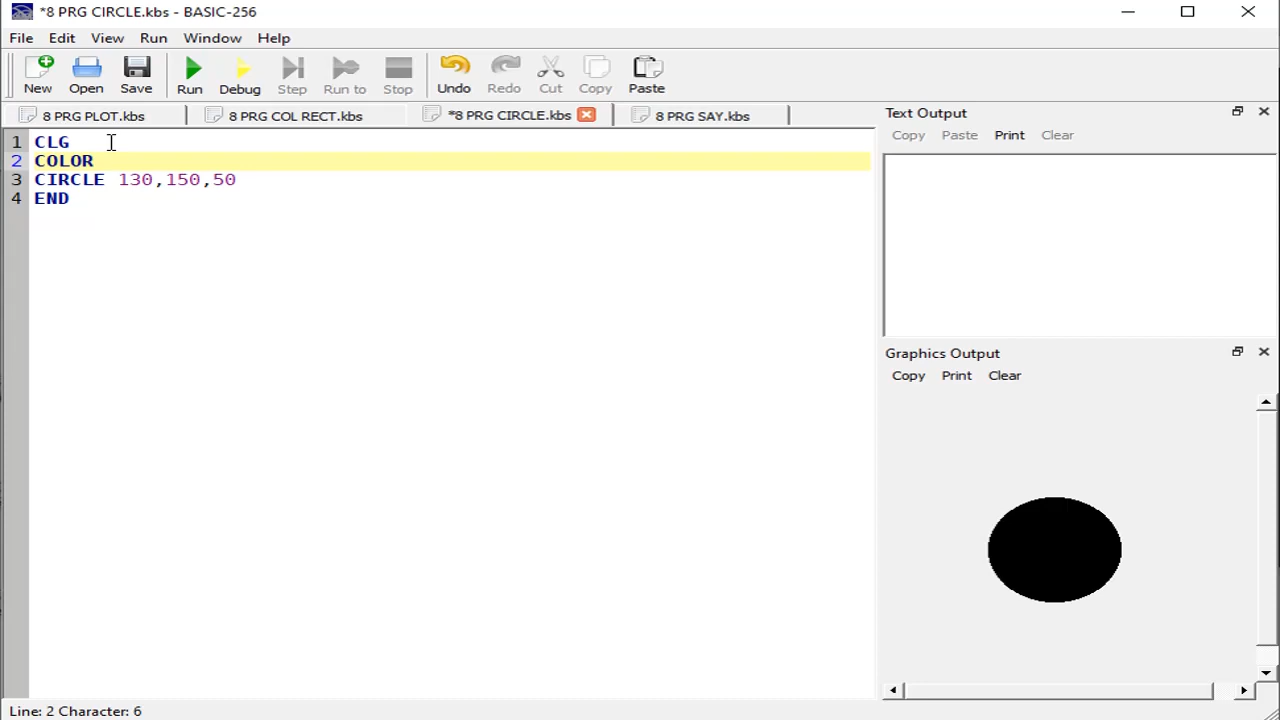 *8 PRG CIRCLE.kbs - BASIC-256
File Edit View Run Window Help
New Open Save Run Debug Step Run to Stop Undo Redo Cut Copy Paste
8 PRG PLOT.kbs 8 PRG COL RECT.kbs *8 PRG CIRCLE.kbs 8 PRG SAY.kbs
1 CLG
2 COLOR
3 CIRCLE 130,150,50
4 END
Text Output
Copy Paste Print Clear
Graphics Output
Copy Print Clear
Line: 2 Character: 6